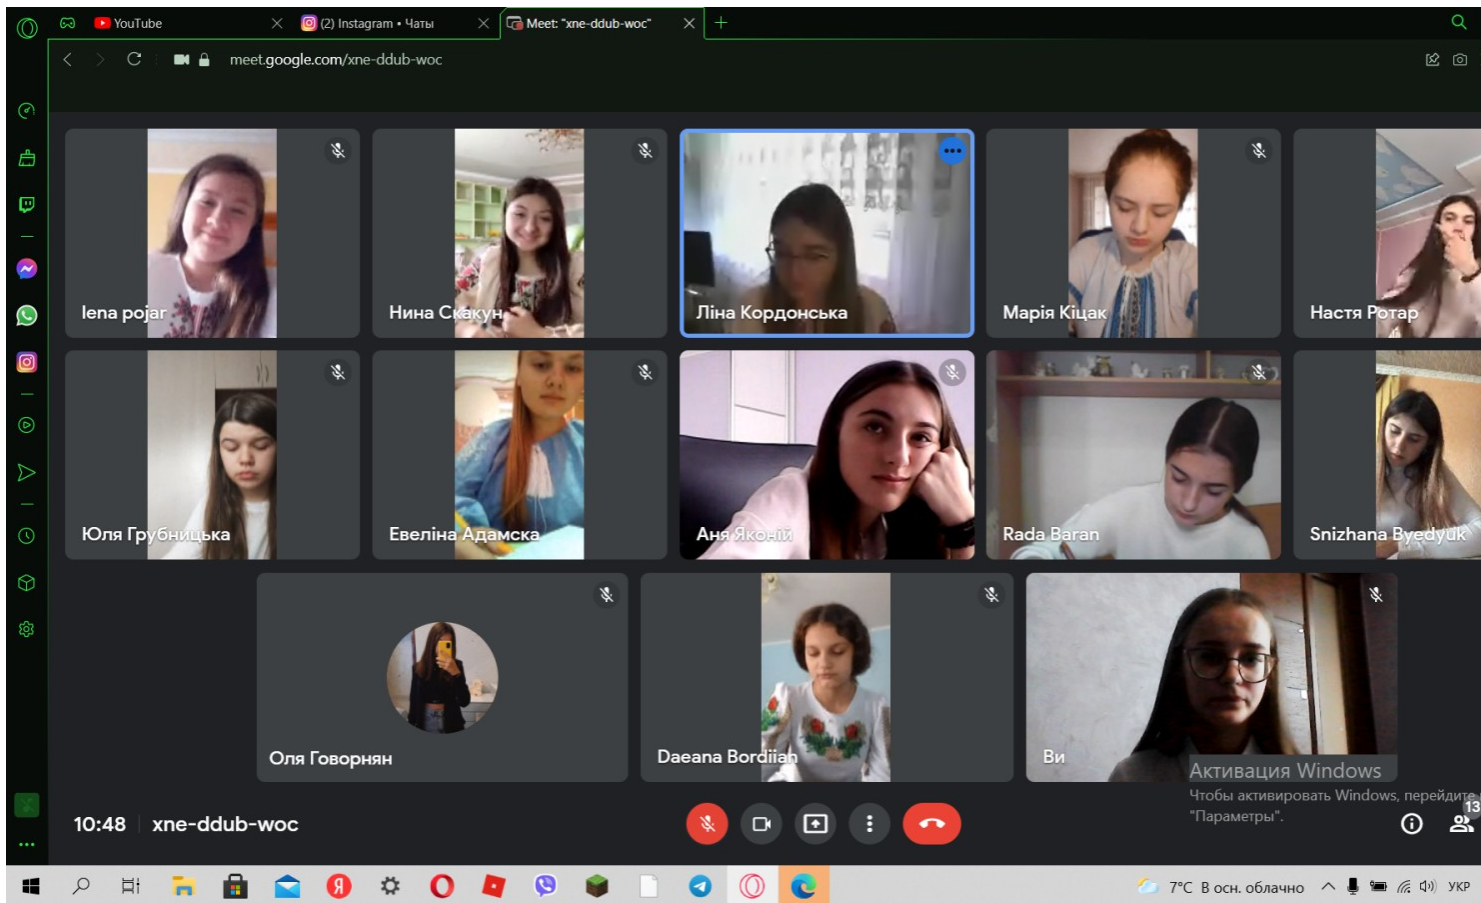 YouTube
(2) Instagram • Чаты
Meet: "xne-ddub-woc"
meet.google.com/xne-ddub-woc
lena pojar
Нина Скакун
Ліна Кордонська
Марія Кіцак
Настя Ротар
Юля Грубницька
Евеліна Адамска
Аня Яконій
Rada Baran
Snizhana Byedyuk
Оля Говорнян
Daeana Bordiian
Ви
Активация Windows
Чтобы активировать Windows, перейдите
"Параметры".
10:48
xne-ddub-woc
13
7°C В осн. облачно
УКР